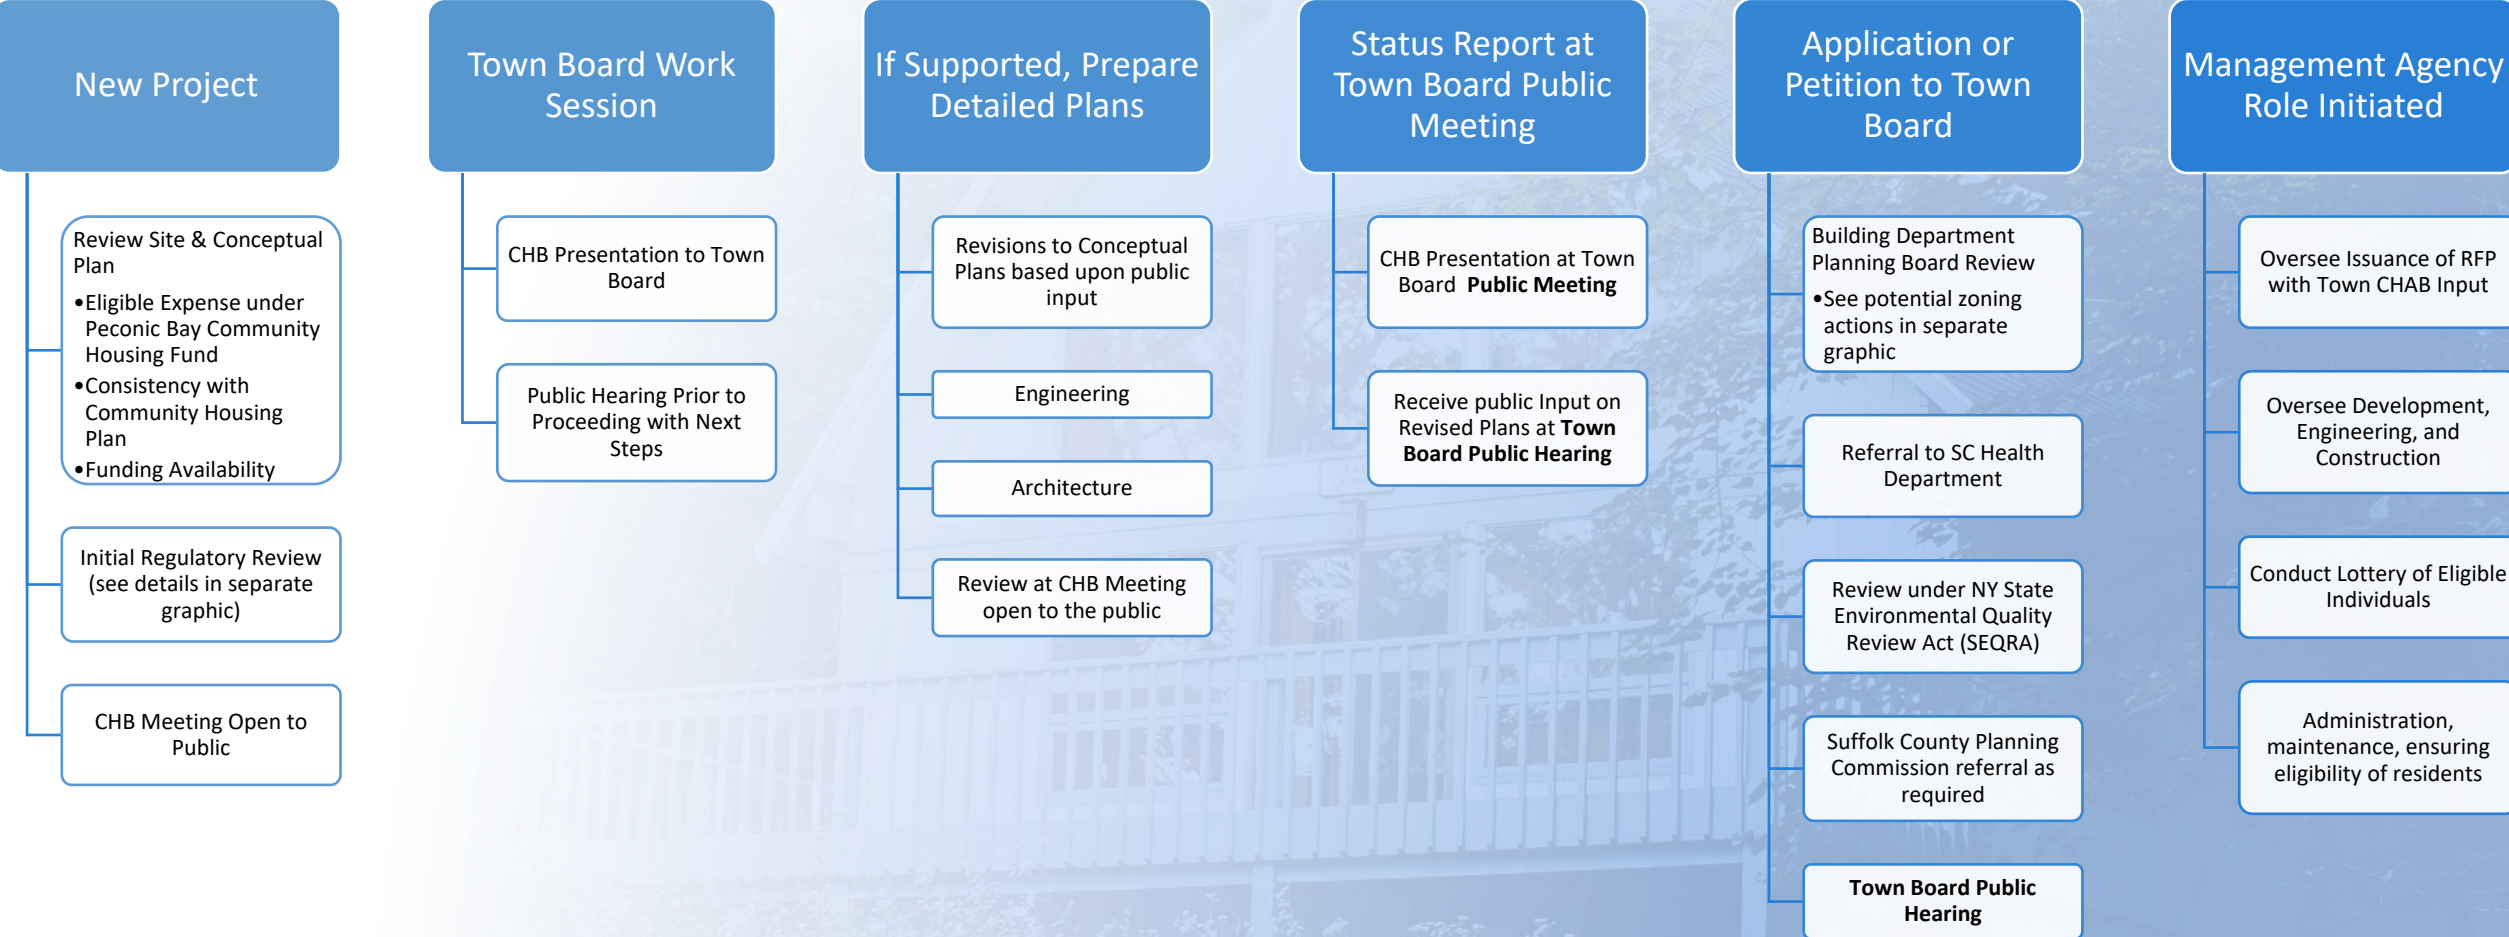 New Project
Review Site & Conceptual
Plan
•Eligible Expense under
Peconic Bay Community
Housing Fund
•Consistency with
Community Housing
Plan
•Funding Availability
Initial Regulatory Review
(see details in separate
graphic)
CHB Meeting Open to
Public
Town Board Work
Session
CHB Presentation to Town
Board
Public Hearing Prior to
Proceeding with Next
Steps
If Supported, Prepare
Detailed Plans
Revisions to Conceptual
Plans based upon public
input
Engineering
Architecture
Review at CHB Meeting
open to the public
Status Report at
Town Board Public
Meeting
CHB Presentation at Town
Board Public Meeting
Receive public Input on
Revised Plans at Town
Board Public Hearing
Application or
Petition to Town
Board
Building Department
Planning Board Review
•See potential zoning
actions in separate
graphic
Referral to SC Health
Department
Review under NY State
Environmental Quality
Review Act (SEQRA)
Suffolk County Planning
Commission referral as
required
Town Board Public
Hearing
Management Agency
Role Initiated
Oversee Issuance of RFP
with Town CHAB Input
Oversee Development,
Engineering, and
Construction
Conduct Lottery of Eligible
Individuals
Administration,
maintenance, ensuring
eligibility of residents